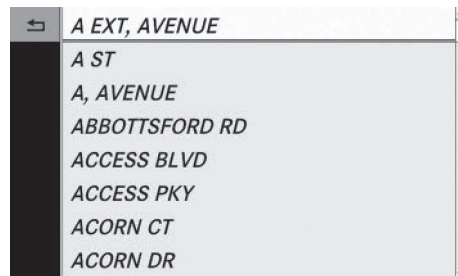 A EXT, AVENUE
A ST
A, AVENUE
ABBOTTSFORD RD
ACCESS BLVD
ACCESS PKY
ACORN CT
ACORN DR